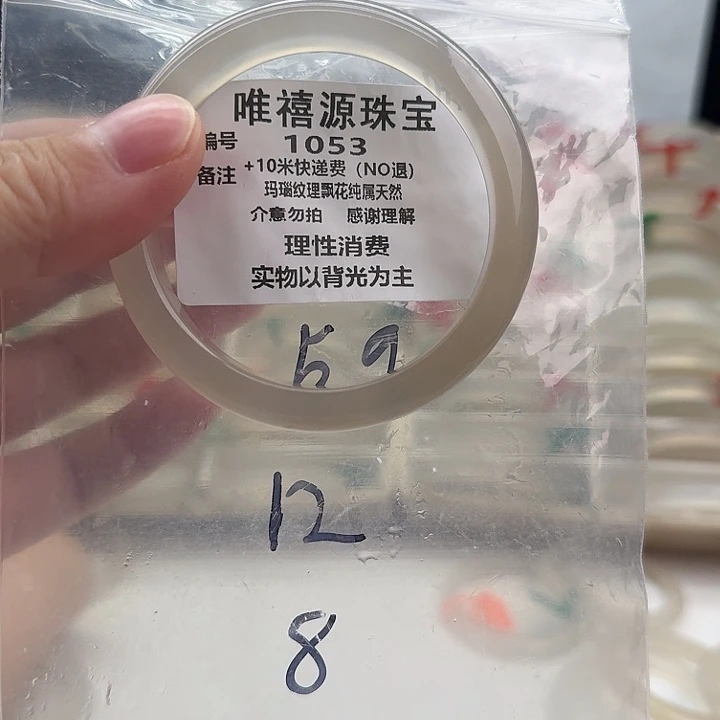 唯禧源珠宝
编号 1053
备注 +10米快递费（NO退）
玛瑙纹理飘花纯属天然
介意勿拍 感谢理解
理性消费
实物以背光为主
59
12
8